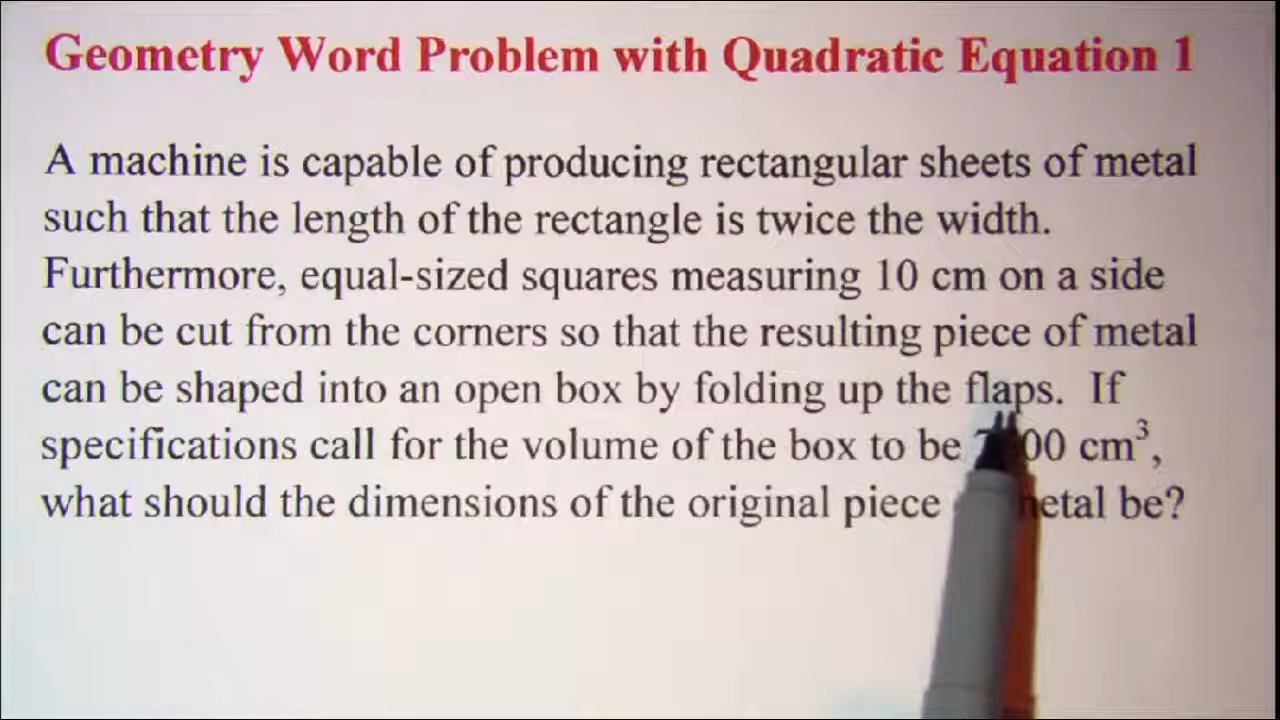 Geometry Word Problem with Quadratic Equation 1
A machine is capable of producing rectangular sheets of metal
such that the length of the rectangle is twice the width.
Furthermore, equal-sized squares measuring 10 cm on a side
can be cut from the corners so that the resulting piece of metal
can be shaped into an open box by folding up the flaps. If
specifications call for the volume of the box to be cm³,
what should the dimensions of the original piece be?